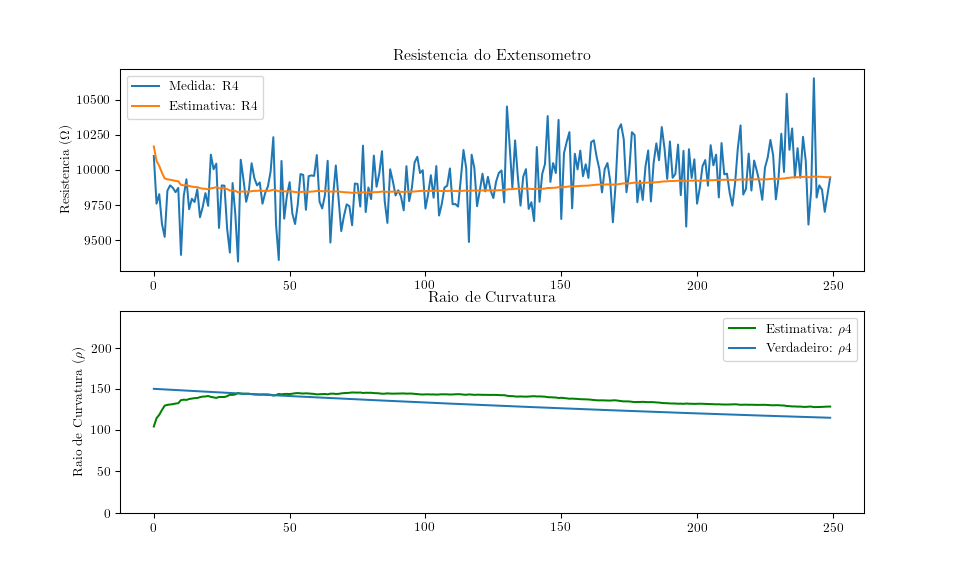 Resistencia do Extensometro
Resistencia (Ω)
10500
10250
10000
9750
9500
Medida: R4
Estimativa: R4
0
50
100
150
200
250
Raio de Curvatura
Raio de Curvatura (ρ)
200
150
100
50
0
Estimativa: ρ4
Verdadeiro: ρ4
0
50
100
150
200
250